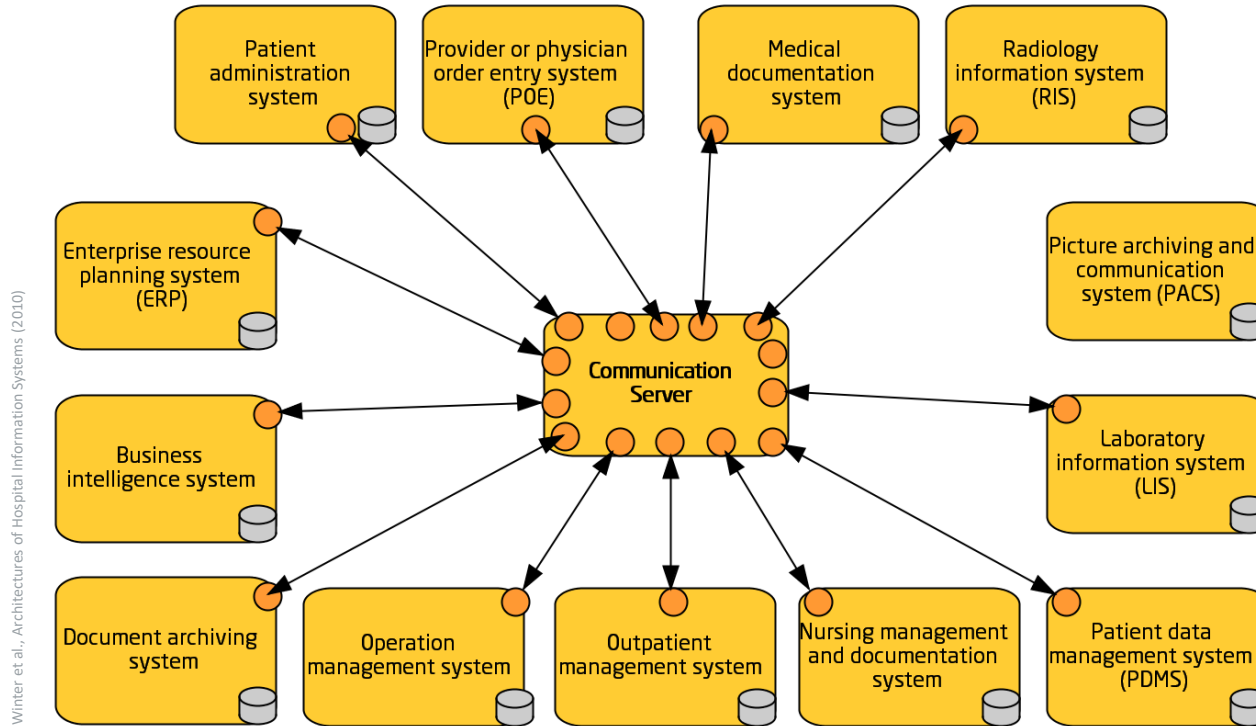 Patient
administration
system
Provider or physician
order entry system
(POE)
Medical
documentation
system
Radiology
information system
(RIS)
Enterprise resource
planning system
(ERP)
Picture archiving and
communication
system (PACS)
Communication
Server
Business
intelligence system
Laboratory
information system
(LIS)
Document archiving
system
Operation
management system
Outpatient
management system
Nursing management
and documentation
system
Patient data
management system
(PDMS)
Winter et al., Architectures of Hospital Information Systems (2010)